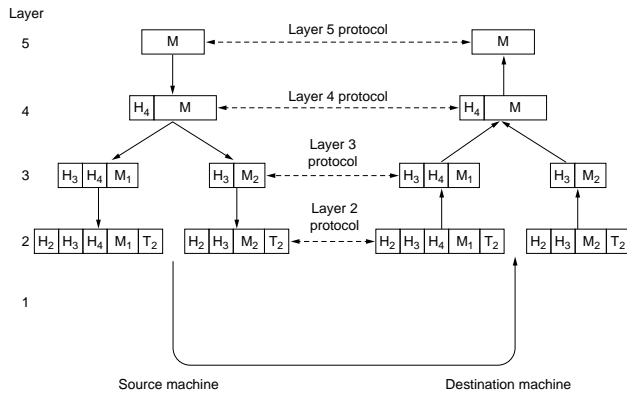 Layer
5 M Layer 5 protocol M
4 H₄ M Layer 4 protocol H₄ M
Layer 3
protocol
3 H₃ H₄ M₁ H₃ M₂ H₃ H₄ M₁ H₃ M₂
Layer 2
protocol
2 H₂ H₃ H₄ M₁ T₂ H₂ H₃ M₂ T₂ H₂ H₃ H₄ M₁ T₂ H₂ H₃ M₂ T₂
1
Source machine Destination machine